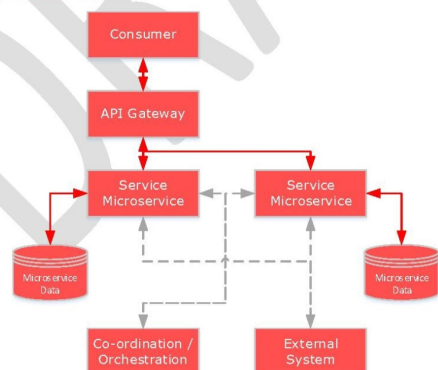 Consumer
API Gateway
Service
Microservice
Service
Microservice
Microservice
Data
Microservice
Data
Co-ordination /
Orchestration
External
System